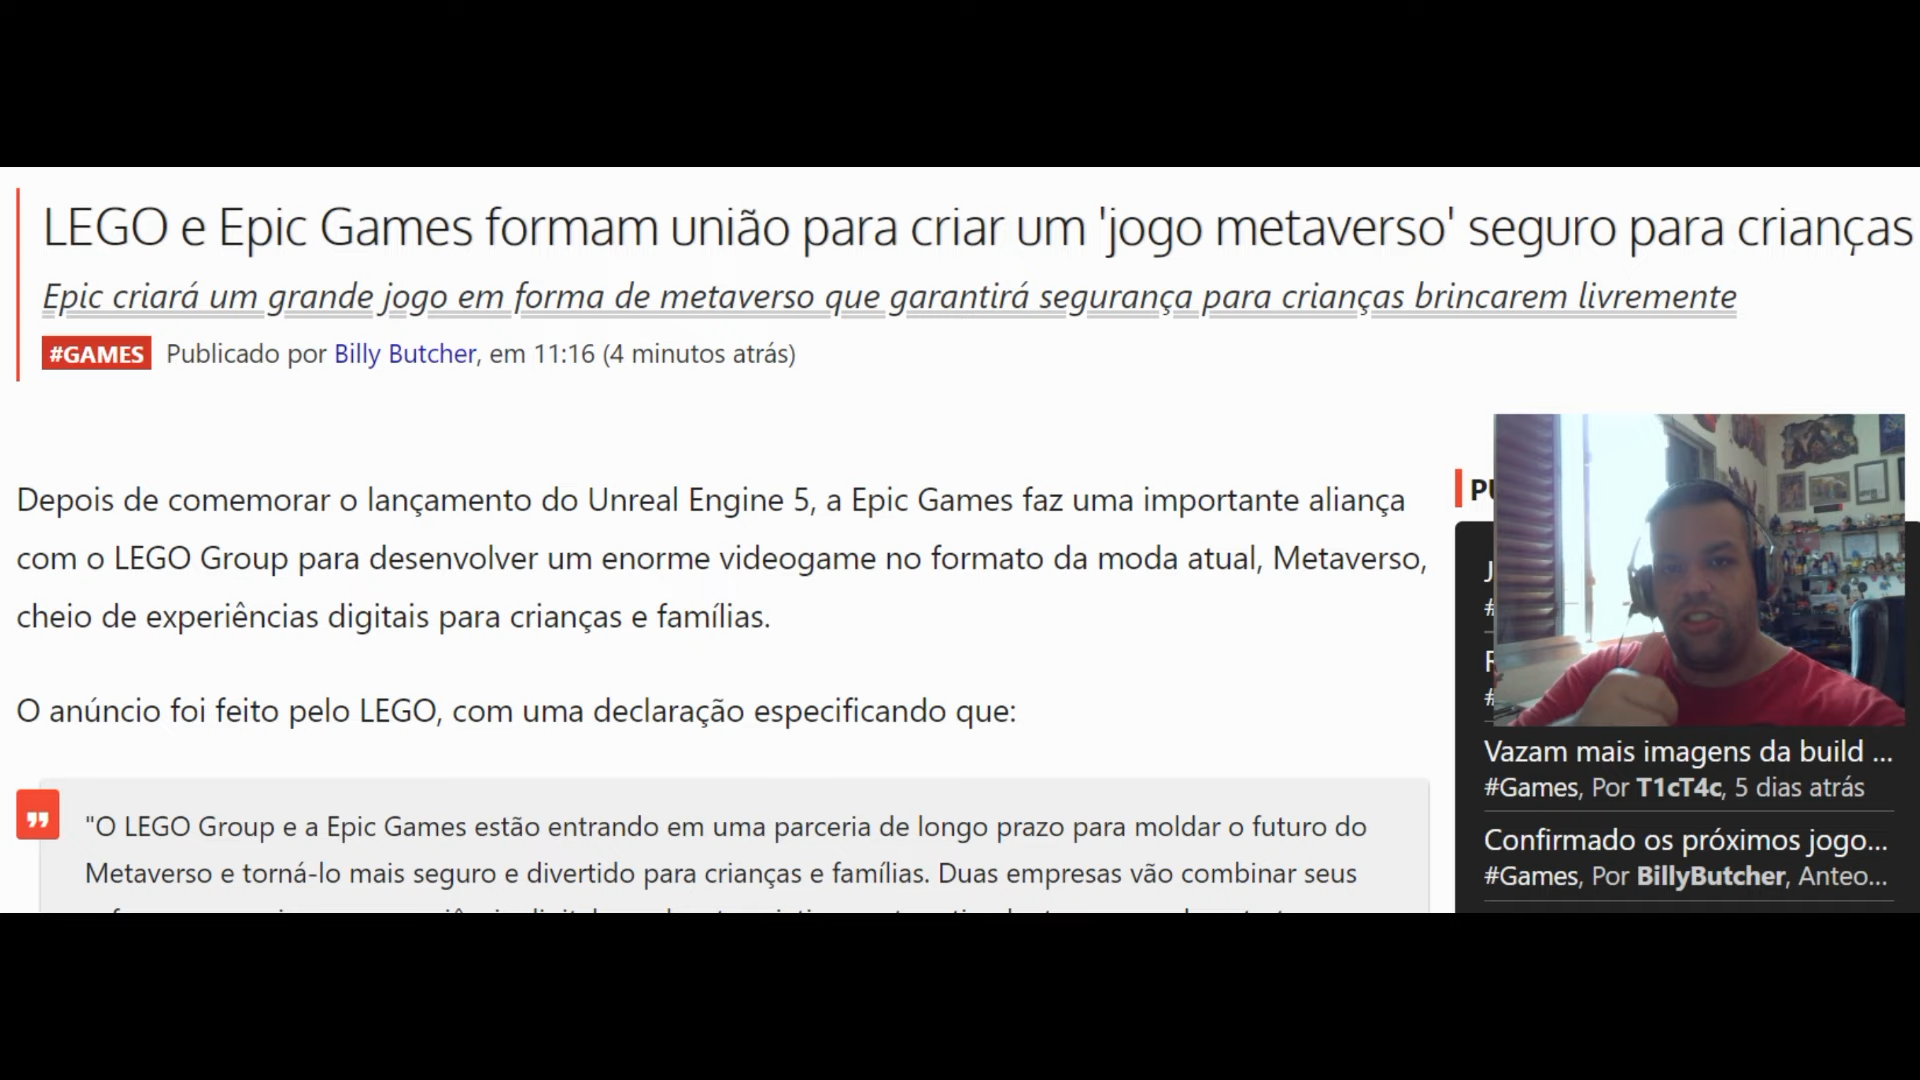 LEGO e Epic Games formam união para criar um 'jogo metaverso' seguro para crianças
Epic criará um grande jogo em forma de metaverso que garantirá segurança para crianças brincarem livremente
#GAMES Publicado por Billy Butcher, em 11:16 (4 minutos atrás)
Depois de comemorar o lançamento do Unreal Engine 5, a Epic Games faz uma importante aliança
com o LEGO Group para desenvolver um enorme videogame no formato da moda atual, Metaverso,
cheio de experiências digitais para crianças e famílias.
O anúncio foi feito pelo LEGO, com uma declaração especificando que:
"O LEGO Group e a Epic Games estão entrando em uma parceria de longo prazo para moldar o futuro do
Metaverso e torná-lo mais seguro e divertido para crianças e famílias. Duas empresas vão combinar seus
Vazam mais imagens da build ...
#Games, Por T1cT4c, 5 dias atrás
Confirmado os próximos jogo...
#Games, Por BillyButcher, Anteo...